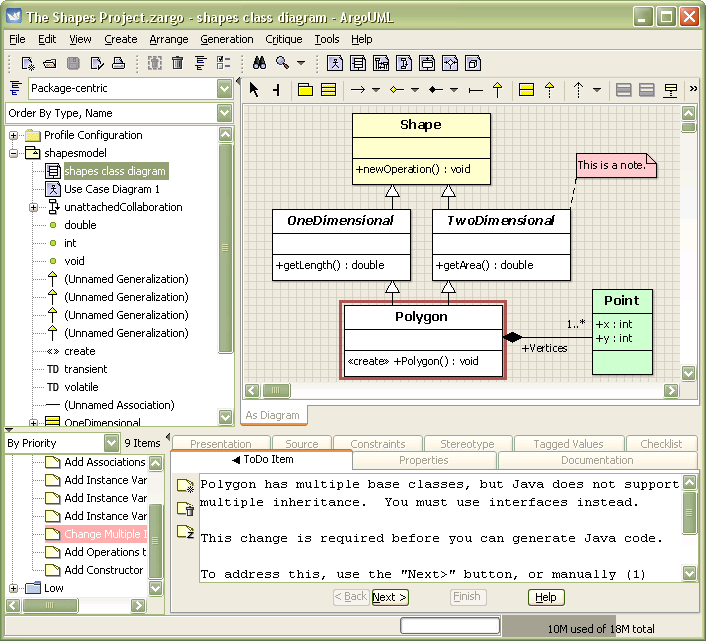 The Shapes Project.zargo - shapes class diagram - ArgoUML
File Edit View Create Arrange Generation Critique Tools Help
Package-centric
Order By Type, Name
Profile Configuration
shapesmodel
shapes class diagram
Use Case Diagram 1
unattachedCollaboration
double
int
void
(Unnamed Generalization)
(Unnamed Generalization)
(Unnamed Generalization)
(Unnamed Generalization)
«» create
TD transient
TD volatile
(Unnamed Association)
OneDimensional
Shape
+newOperation() : void
This is a note.
OneDimensional
+getLength() : double
TwoDimensional
+getArea() : double
Polygon
«create» +Polygon() : void
1..*
+Vertices
Point
+x : int
+y : int
As Diagram
By Priority
9 Items
Add Associations
Add Instance Var
Add Instance Var
Add Instance Var
Change Multiple I
Add Operations t
Add Constructor
Low
Presentation Source Constraints Stereotype Tagged Values Checklist
ToDo Item Properties Documentation
Polygon has multiple base classes, but Java does not support
multiple inheritance. You must use interfaces instead.
This change is required before you can generate Java code.
To address this, use the "Next>" button, or manually (1)
< Back Next > Finish Help
10M used of 18M total